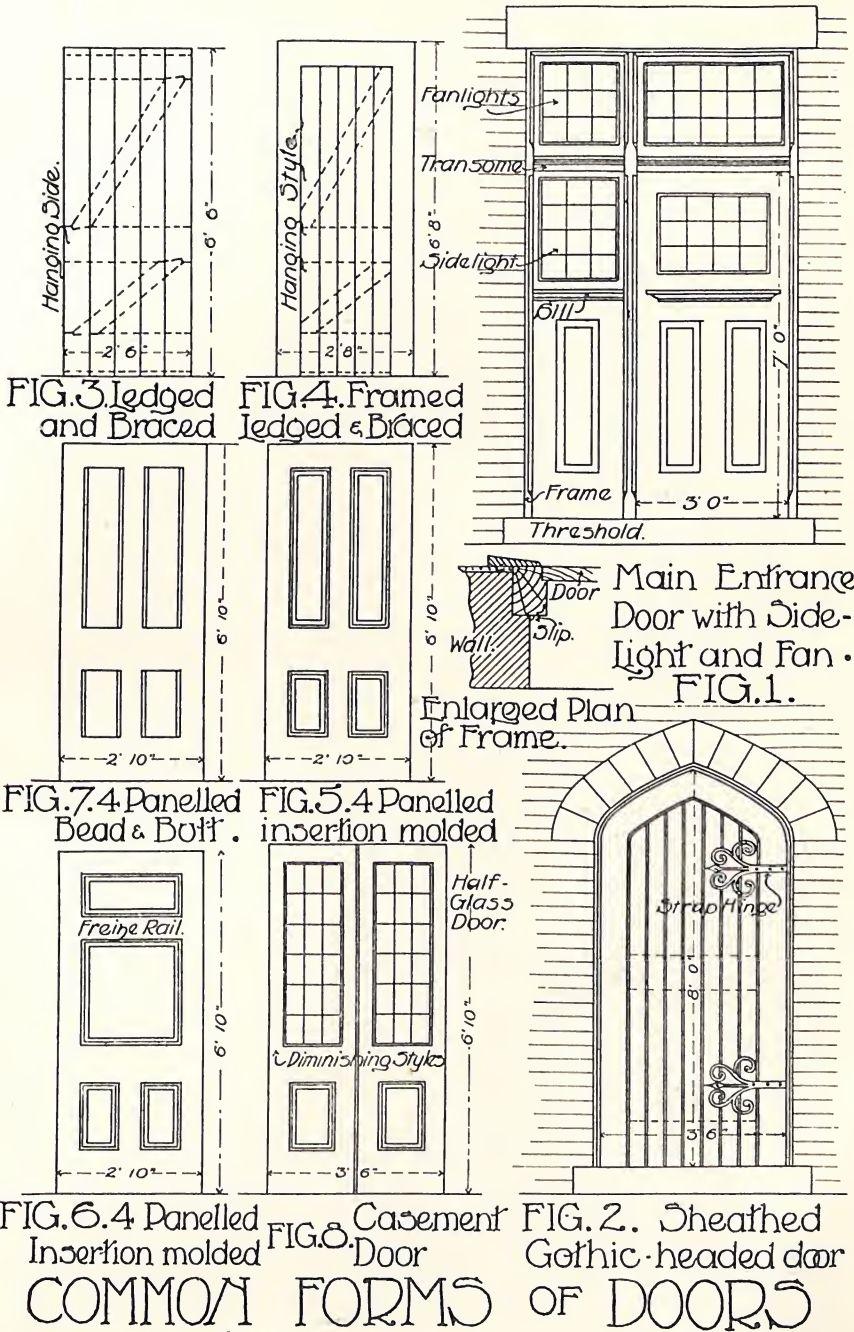 Hanging Side.
6' 6"
2' 6"
FIG.3. Ledged
and Braced
Hanging Style.
6' 8"
2' 8"
FIG.4. Framed
Ledged & Braced
Fanlights
Transome
Sidelight
Sill
7' 0"
Frame
3' 0"
Threshold.
Door
Slip.
Wall.
Enlarged Plan
of Frame.
Main Entrance
Door with Side-
Light and Fan.
FIG.1.
6' 10"
2' 10"
FIG.7. 4 Panelled
Bead & Butt.
6' 10"
2' 10"
FIG.5. 4 Panelled
insertion molded
Freize Rail.
6' 10"
2' 10"
FIG.6. 4 Panelled
Insertion molded
Half-
Glass
Door.
Diminishing Styles
6' 10"
3' 6"
FIG.8. Casement
Door
Strap Hinge
8' 0"
3' 6"
FIG. 2. Sheathed
Gothic-headed door
COMMON FORMS OF DOORS